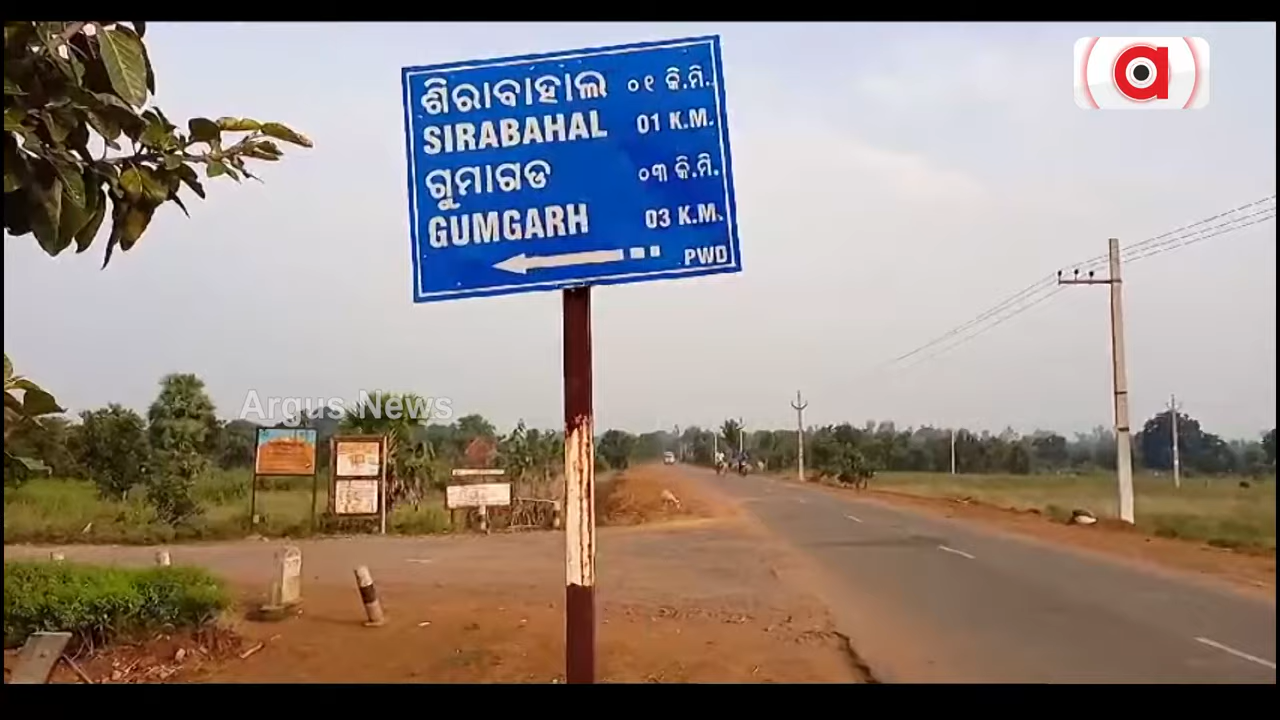 ଶିରାବାହାଲ ୦୧ କି.ମି.
SIRABAHAL 01 K.M.
ଗୁମାଗଡ ୦୩ କି.ମି.
GUMGARH 03 K.M.
PWD
a
Argus News